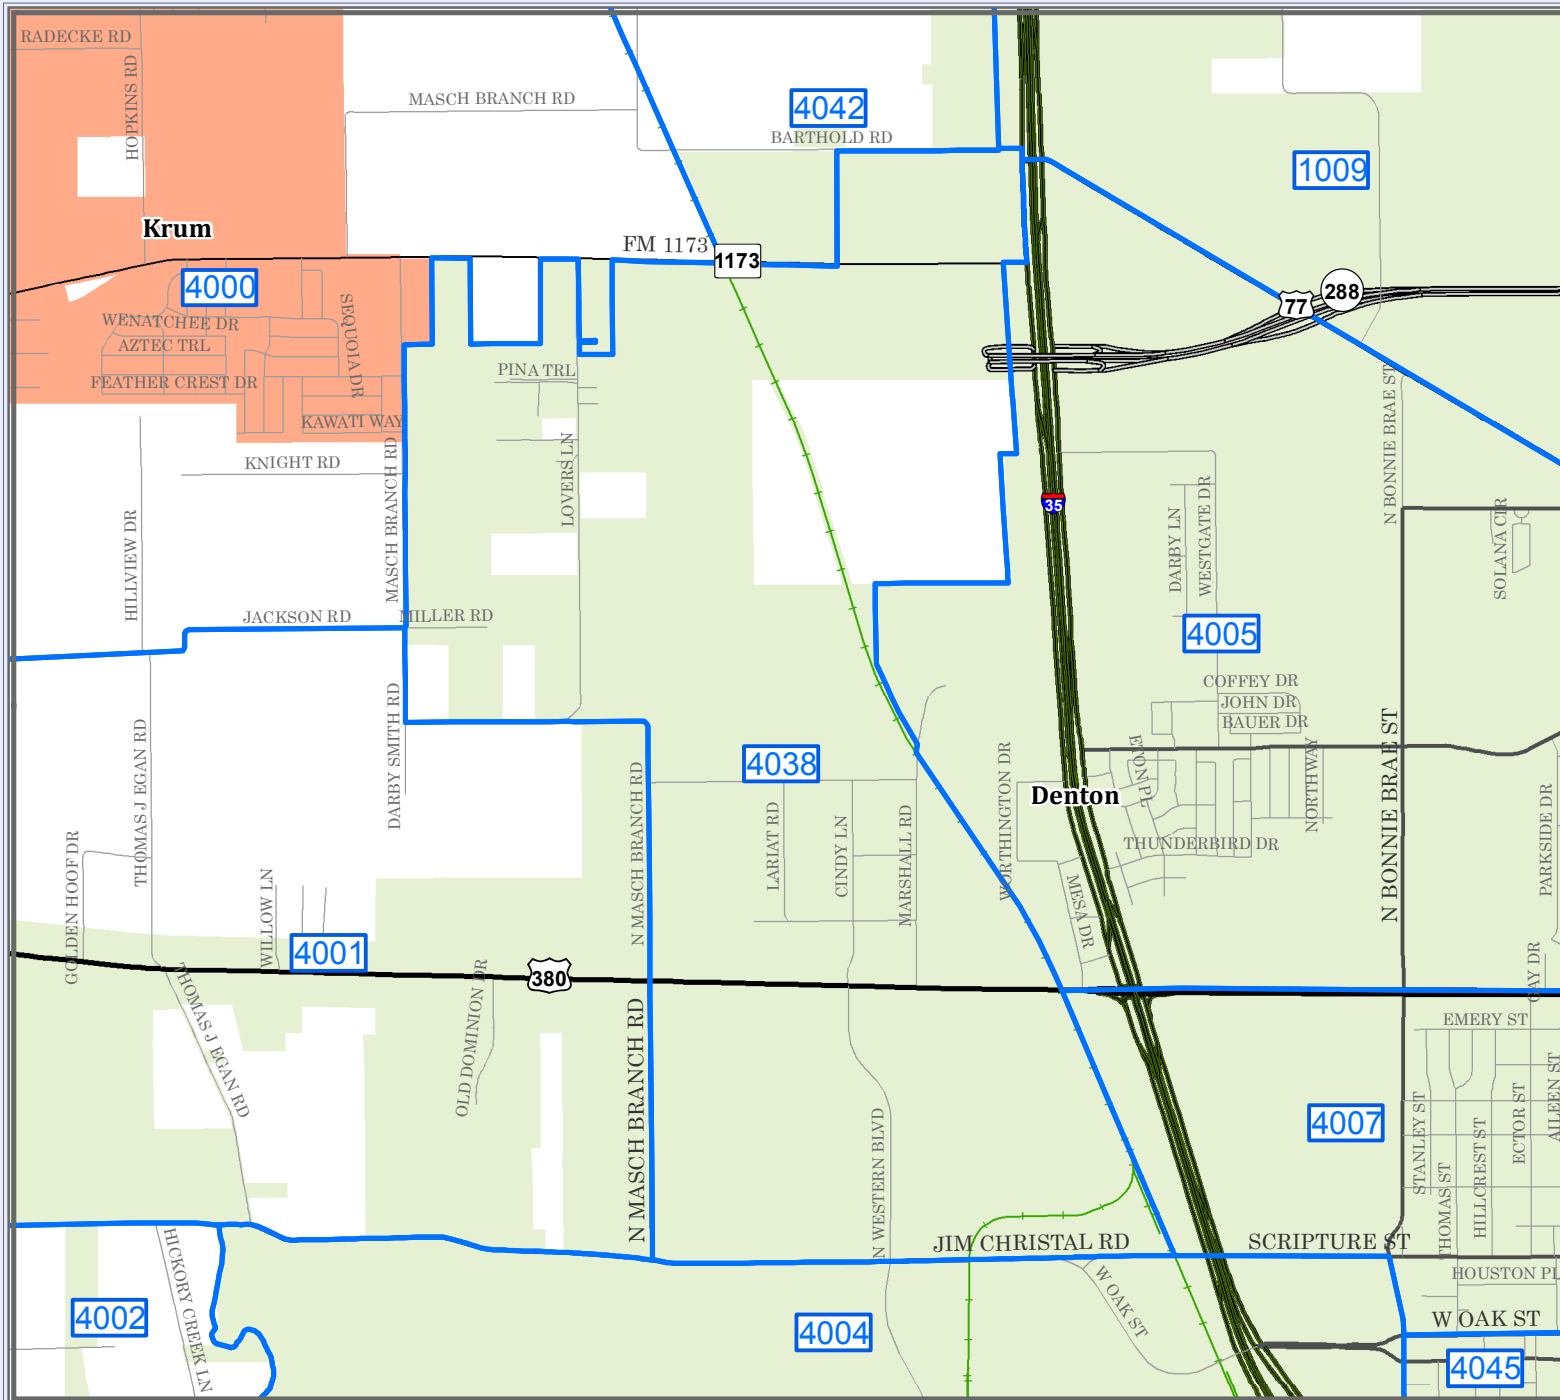 RADECKE RD
HOPKINS RD
MASCH BRANCH RD
4042
BARTHOLD RD
1009
Krum
FM 1173
1173
4000
288
77
SEQUOIA DR
WENATCHEE DR
AZTEC TRL
FEATHER CREST DR
PINA TRL
KAWATI WAY
N BONNIE BRAE ST
KNIGHT RD
MASCH BRANCH RD
LOVERS LN
35
DARBY LN
WESTGATE DR
SOLANA CIR
HILLVIEW DR
JACKSON RD
MILLER RD
4005
COFFEY DR
JOHN DR
BAUER DR
THOMAS J EGAN RD
DARBY SMITH RD
N MASCH BRANCH RD
4038
WORTHINGTON DR
ETON PL
NORTHWAY
N BONNIE BRAE ST
Denton
PARKSIDE DR
LARIAT RD
CINDY LN
MARSHALL RD
THUNDERBIRD DR
GOLDEN HOOF DR
WILLOW LN
MESA DR
4001
380
GAY DR
THOMAS J EGAN RD
OLD DOMINION DR
N MASCH BRANCH RD
EMERY ST
4007
STANLEY ST
THOMAS ST
HILLCREST ST
ECTOR ST
AILEEN ST
N WESTERN BLVD
JIM CHRISTAL RD
SCRIPTURE ST
HICKORY CREEK LN
W OAK ST
HOUSTON PL
4002
4004
W OAK ST
4045